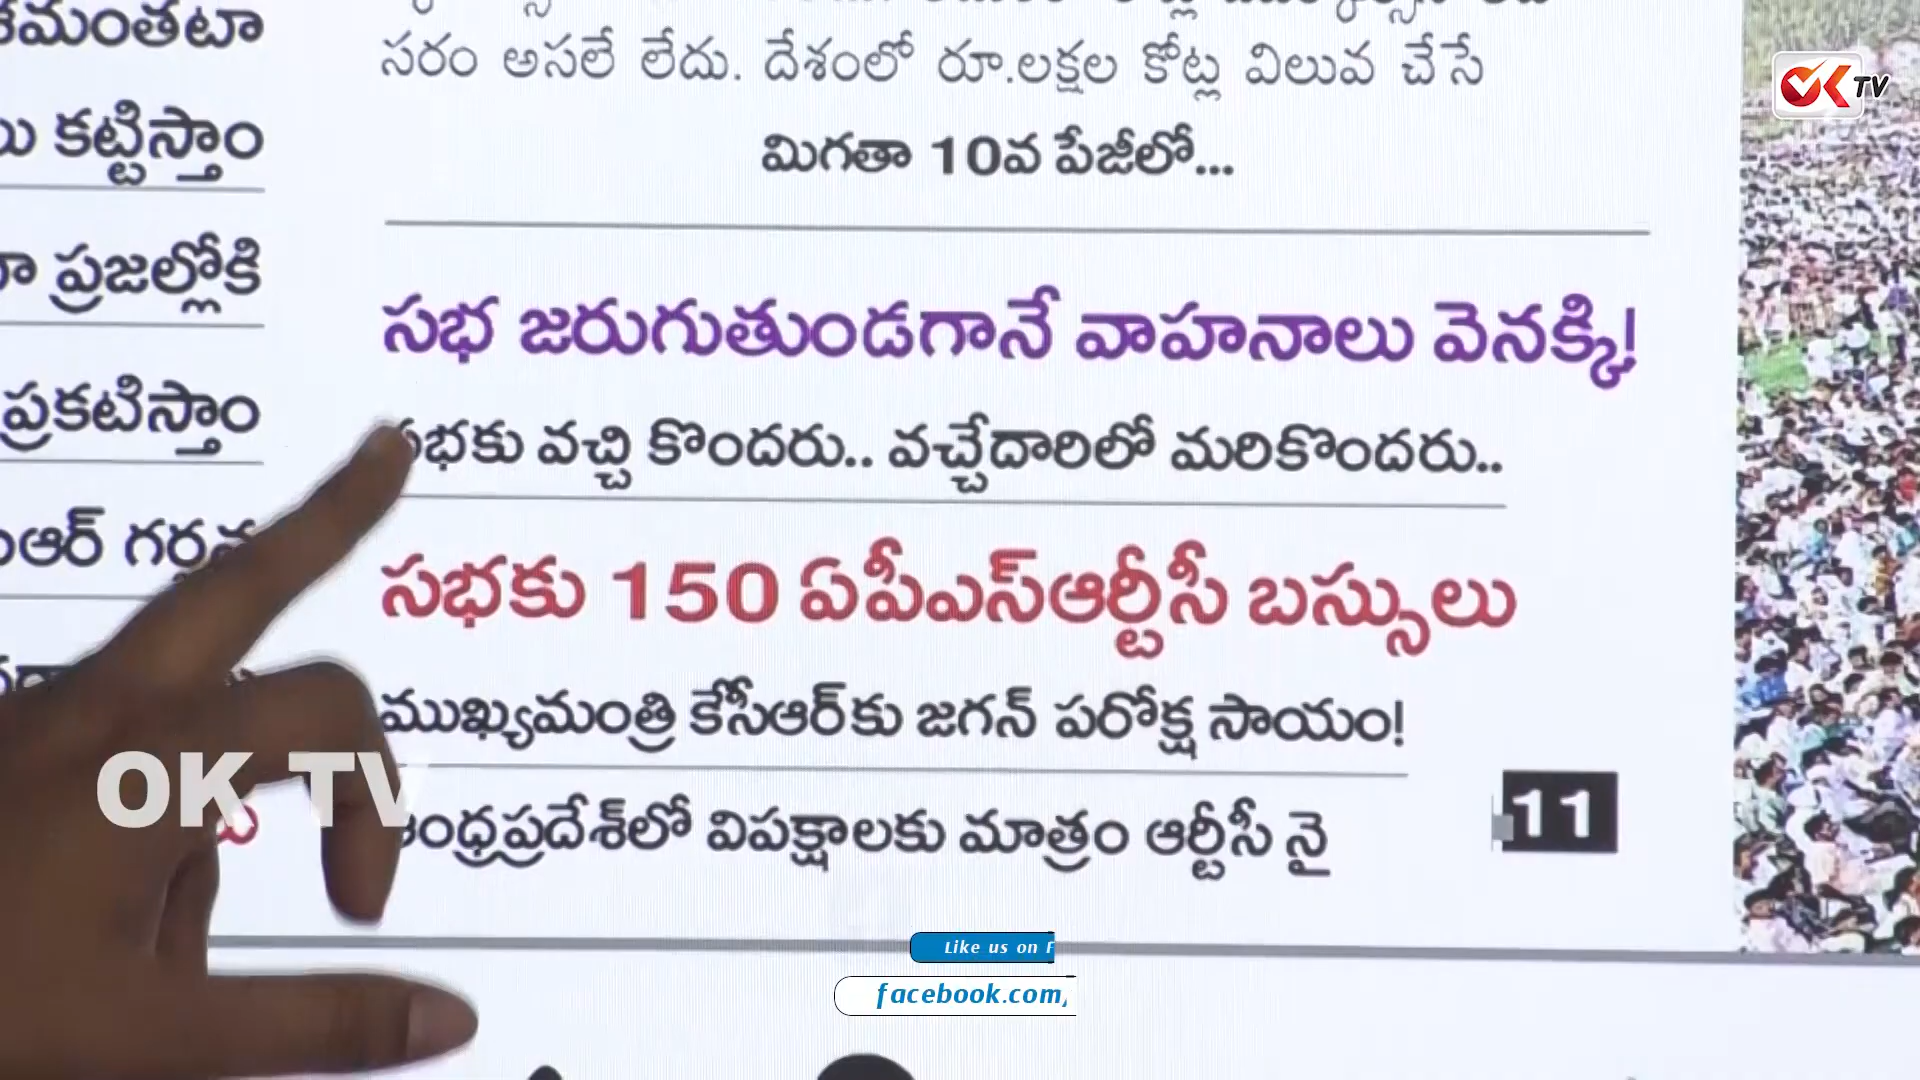 కట్టిస్తాం
ప్రజల్లోకి
ప్రకటిస్తాం
సరం అసలే లేదు. దేశంలో రూ.లక్షల కోట్ల విలువ చేసే
మిగతా 10వ పేజీలో...
సభ జరుగుతుండగానే వాహనాలు వెనక్కి!
సభకు వచ్చి కొందరు.. వచ్చేదారిలో మరికొందరు..
సభకు 150 ఏపీఎస్ఆర్టీసీ బస్సులు
ముఖ్యమంత్రి కేసీఆర్‌కు జగన్ పరోక్ష సాయం!
ఆంధ్రప్రదేశ్‌లో విపక్షాలకు మాత్రం ఆర్టీసీ నై
11
OK TV
OK TV
Like us on F
facebook.com/